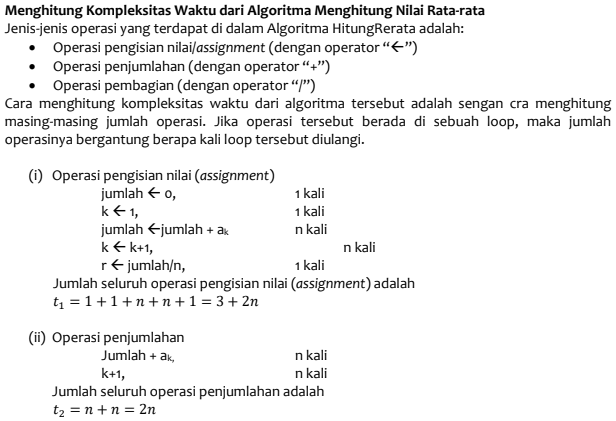 Menghitung Kompleksitas Waktu dari Algoritma Menghitung Nilai Rata-rata
Jenis-jenis operasi yang terdapat di dalam Algoritma HitungRerata adalah:
• Operasi pengisian nilai/assignment (dengan operator “←”)
• Operasi penjumlahan (dengan operator “+”)
• Operasi pembagian (dengan operator “/”)
Cara menghitung kompleksitas waktu dari algoritma tersebut adalah sengan cra menghitung
masing-masing jumlah operasi. Jika operasi tersebut berada di sebuah loop, maka jumlah
operasinya bergantung berapa kali loop tersebut diulangi.
(i) Operasi pengisian nilai (assignment)
jumlah ← 0, 1 kali
k ← 1, 1 kali
jumlah ←jumlah + aₖ n kali
k ← k+1, n kali
r ← jumlah/n, 1 kali
Jumlah seluruh operasi pengisian nilai (assignment) adalah
t₁ = 1 + 1 + n + n + 1 = 3 + 2n
(ii) Operasi penjumlahan
Jumlah + aₖ, n kali
k+1, n kali
Jumlah seluruh operasi penjumlahan adalah
t₂ = n + n = 2n